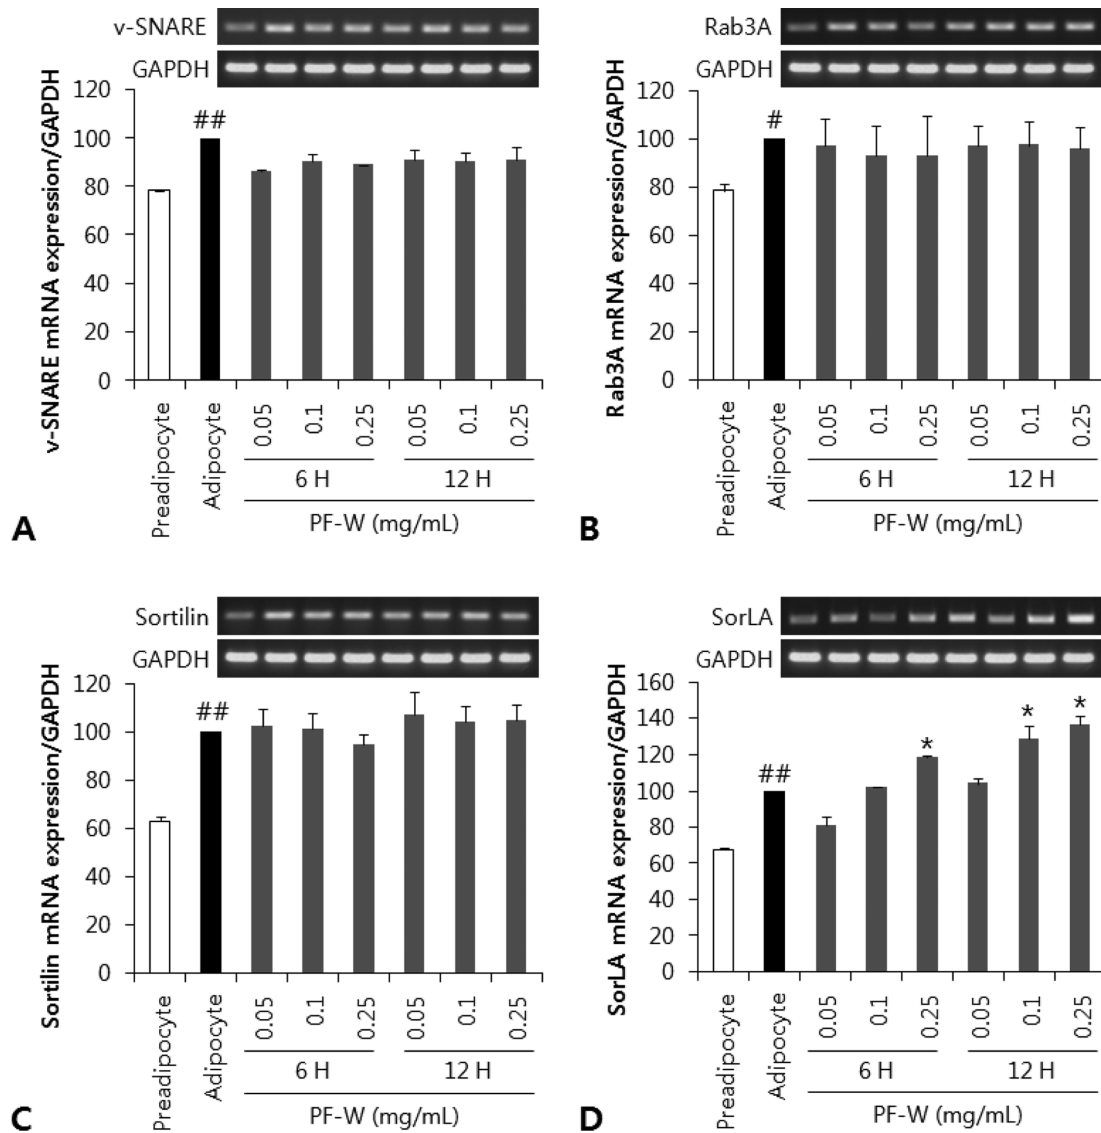 v-SNARE
GAPDH
v-SNARE mRNA expression/GAPDH
120
100
80
60
40
20
0
##
Preadipocyte
Adipocyte
0.05
0.1
0.25
0.05
0.1
0.25
6 H
12 H
PF-W (mg/mL)
A
Rab3A
GAPDH
Rab3A mRNA expression/GAPDH
120
100
80
60
40
20
0
#
Preadipocyte
Adipocyte
0.05
0.1
0.25
0.05
0.1
0.25
6 H
12 H
PF-W (mg/mL)
B
Sortilin
GAPDH
Sortilin mRNA expression/GAPDH
120
100
80
60
40
20
0
##
Preadipocyte
Adipocyte
0.05
0.1
0.25
0.05
0.1
0.25
6 H
12 H
PF-W (mg/mL)
C
SorLA
GAPDH
SorLA mRNA expression/GAPDH
160
140
120
100
80
60
40
20
0
##
*
*
*
Preadipocyte
Adipocyte
0.05
0.1
0.25
0.05
0.1
0.25
6 H
12 H
PF-W (mg/mL)
D